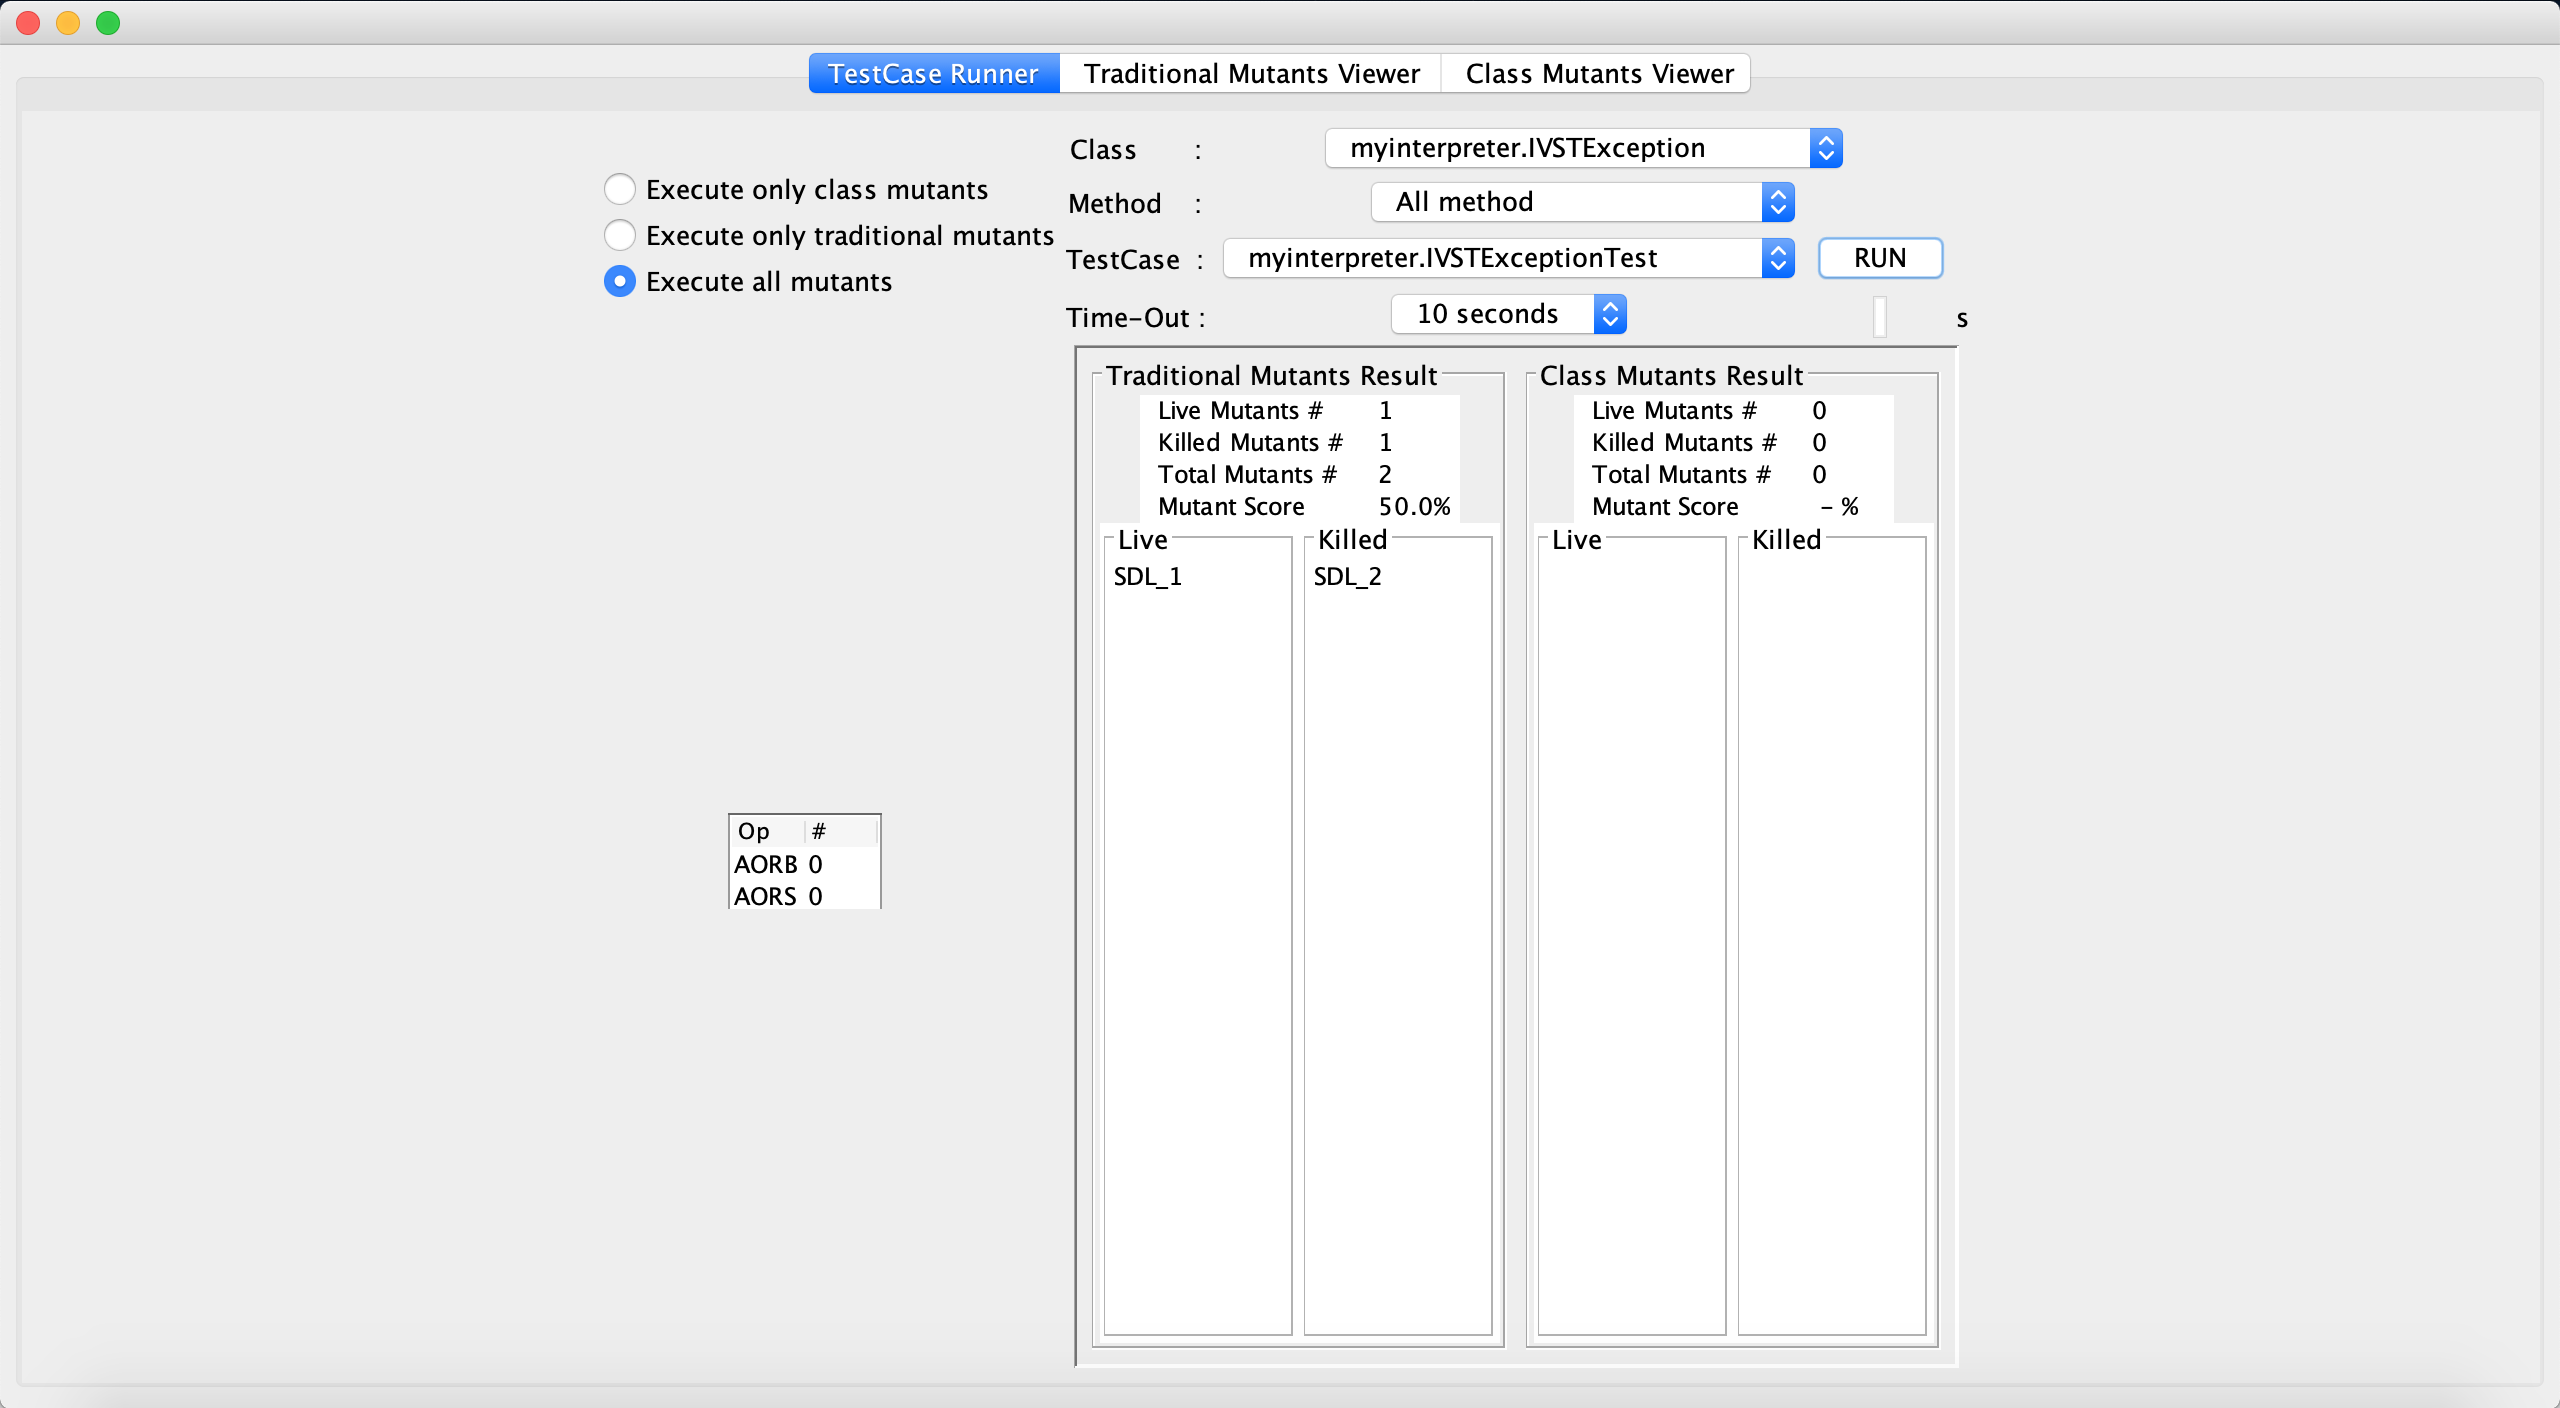 TestCase Runner Traditional Mutants Viewer Class Mutants Viewer
Class : myinterpreter.IVSTException
Execute only class mutants
Method : All method
Execute only traditional mutants
TestCase : myinterpreter.IVSTExceptionTest RUN
Execute all mutants
Time-Out : 10 seconds s
Traditional Mutants Result
Live Mutants # 1
Killed Mutants # 1
Total Mutants # 2
Mutant Score 50.0%
Live Killed
SDL_1 SDL_2
Class Mutants Result
Live Mutants # 0
Killed Mutants # 0
Total Mutants # 0
Mutant Score - %
Live Killed
Op #
AORB 0
AORS 0